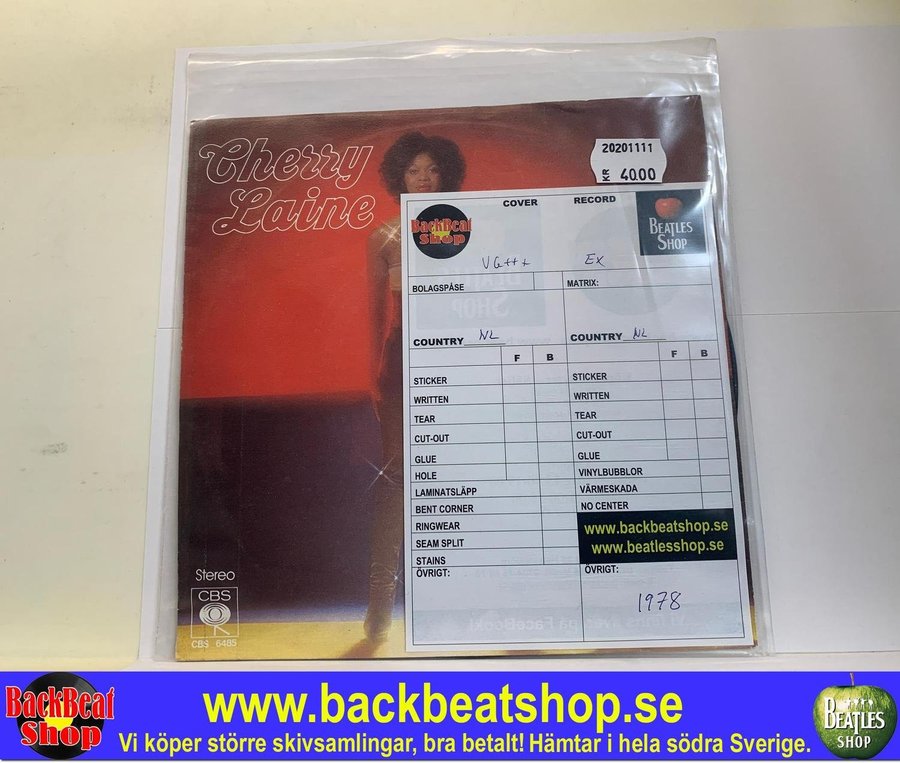 Cherry
Laine
20201111
KR 40.00
COVER RECORD
BackBeat
Shop
BEATLES
SHOP
VG+++ EX
BOLAGSPÅSE MATRIX:
COUNTRY NL COUNTRY NL
F B F B
STICKER STICKER
WRITTEN WRITTEN
TEAR TEAR
CUT-OUT CUT-OUT
GLUE GLUE
HOLE VINYLBUBBLOR
LAMINATSLÄPP VÄRMESKADA
BENT CORNER NO CENTER
RINGWEAR www.backbeatshop.se
SEAM SPLIT www.beatlesshop.se
STAINS
ÖVRIGT: ÖVRIGT:
1978
Stereo
CBS
CBS 6485
BackBeat
Shop
www.backbeatshop.se
Vi köper större skivsamlingar, bra betalt! Hämtar i hela södra Sverige.
BEATLES
SHOP